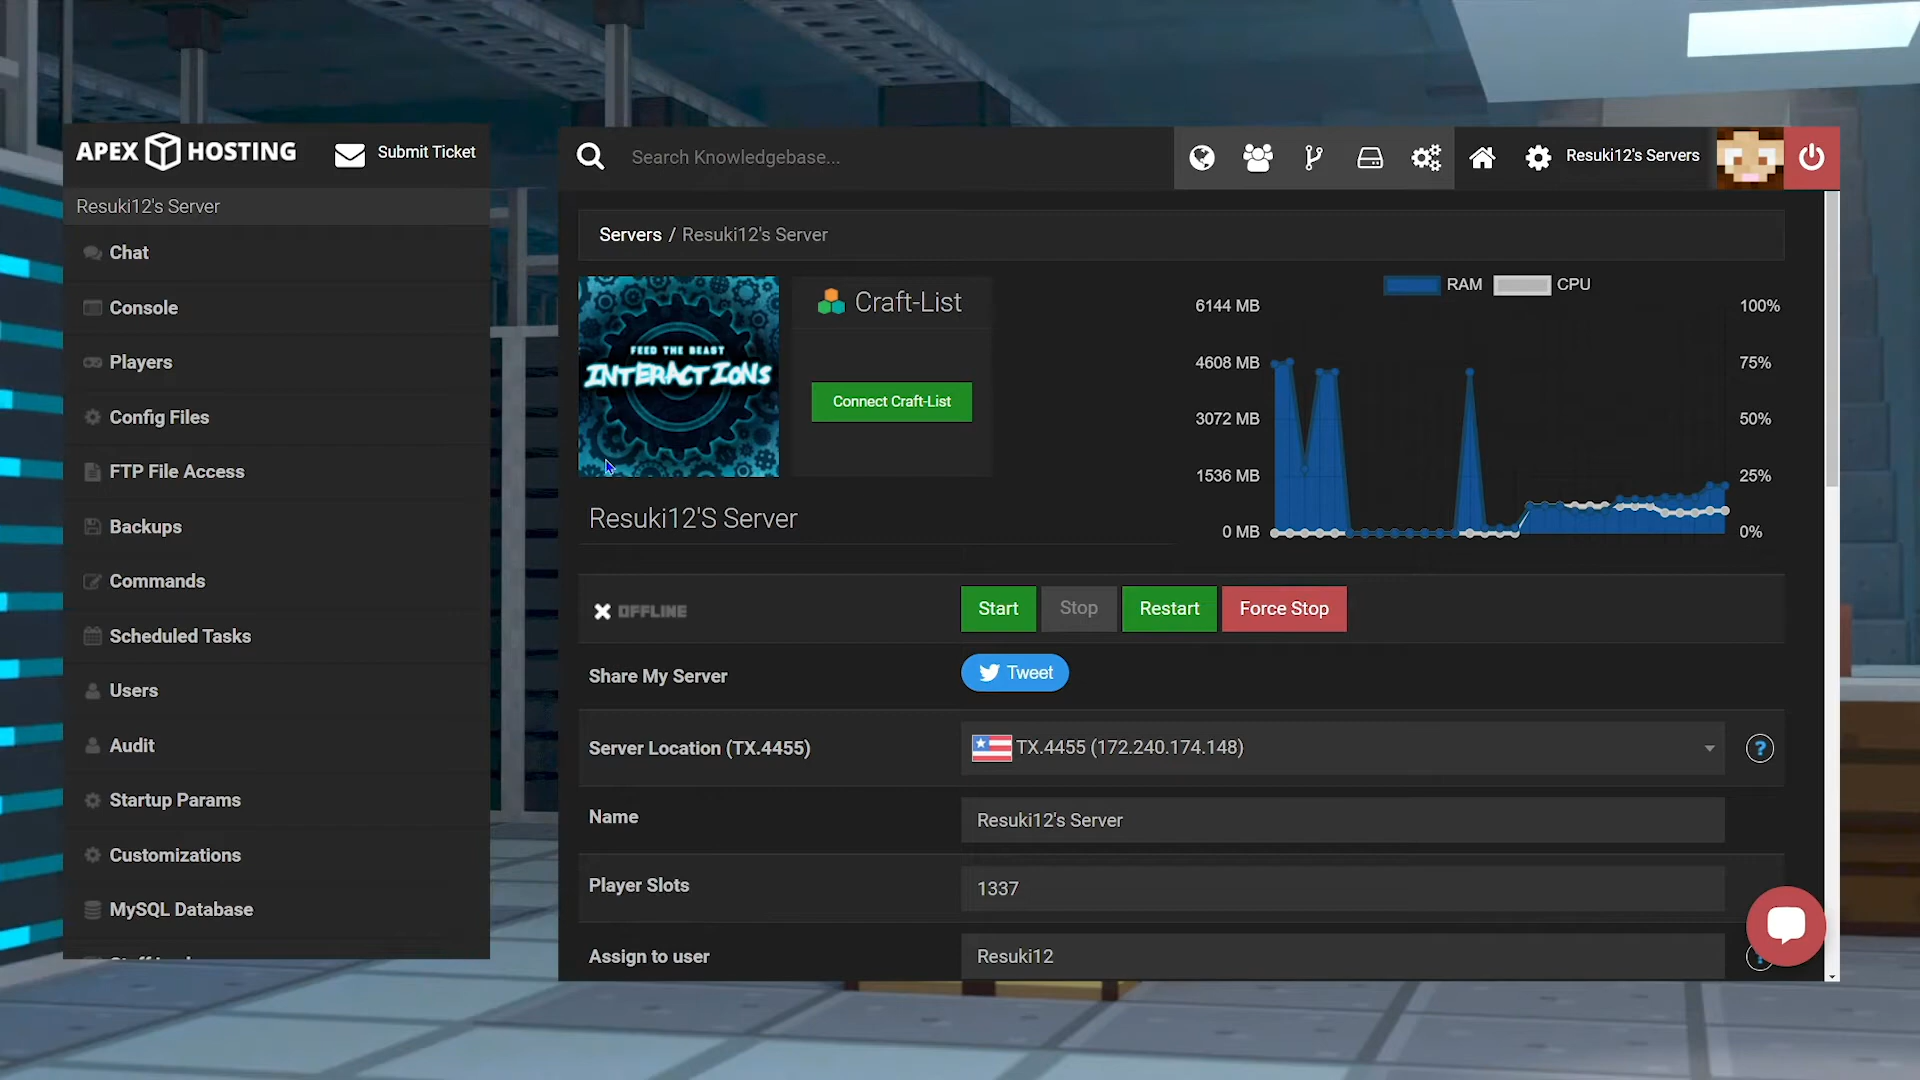 APEX HOSTING
Submit Ticket
Resuki12's Server
Chat
Console
Players
Config Files
FTP File Access
Backups
Commands
Scheduled Tasks
Users
Audit
Startup Params
Customizations
MySQL Database
Search Knowledgebase...
Resuki12's Servers
Servers / Resuki12's Server
FEED THE BEAST
INTERACTIONS
Craft-List
Connect Craft-List
RAM CPU
6144 MB 100%
4608 MB 75%
3072 MB 50%
1536 MB 25%
0 MB 0%
Resuki12'S Server
OFFLINE
Start Stop Restart Force Stop
Share My Server
Tweet
Server Location (TX.4455)
TX.4455 (172.240.174.148)
?
Name
Resuki12's Server
Player Slots
1337
Assign to user
Resuki12